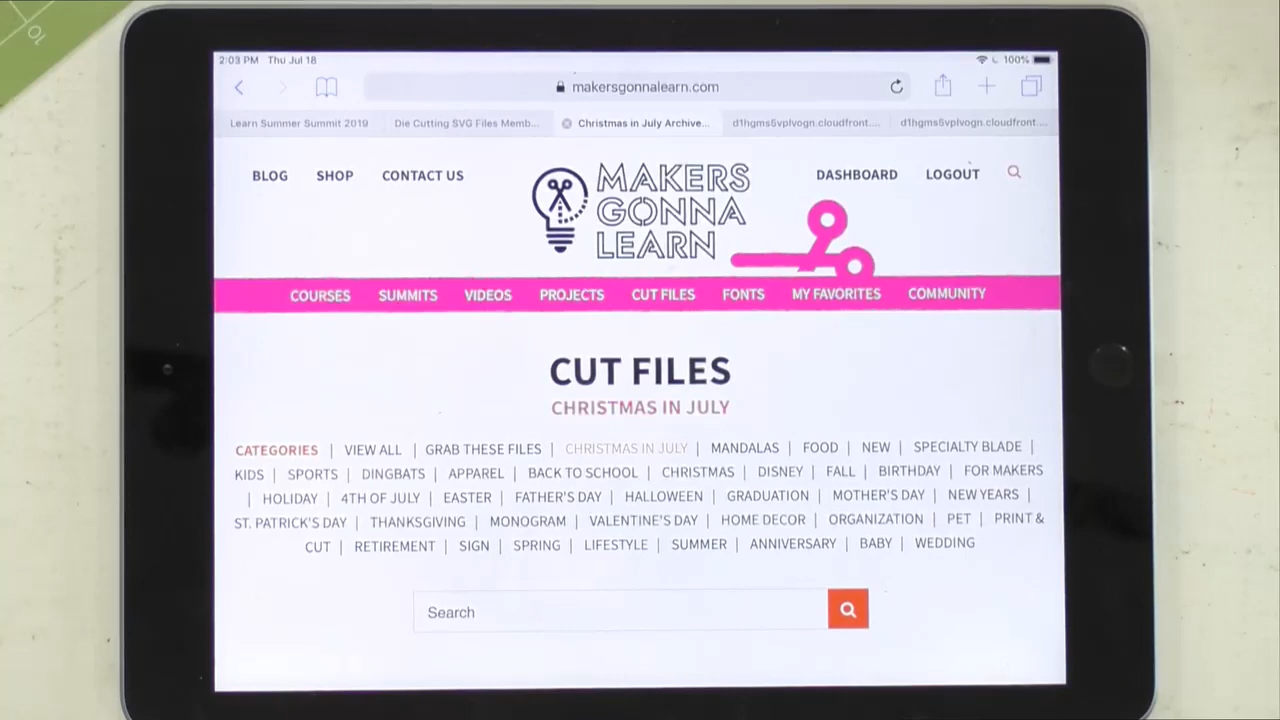 10
2:03 PM Thu Jul 18
100%
makersgonnalearn.com
Learn Summer Summit 2019
Die Cutting SVG Files Memb...
Christmas in July Archive...
d1hgms5vplvogn.cloudfront....
d1hgms5vplvogn.cloudfront....
BLOG SHOP CONTACT US
MAKERS
GONNA
LEARN
DASHBOARD LOGOUT
COURSES SUMMITS VIDEOS PROJECTS CUT FILES FONTS MY FAVORITES COMMUNITY
CUT FILES
CHRISTMAS IN JULY
CATEGORIES | VIEW ALL | GRAB THESE FILES | CHRISTMAS IN JULY | MANDALAS | FOOD | NEW | SPECIALTY BLADE |
KIDS | SPORTS | DINGBATS | APPAREL | BACK TO SCHOOL | CHRISTMAS | DISNEY | FALL | BIRTHDAY | FOR MAKERS
| HOLIDAY | 4TH OF JULY | EASTER | FATHER'S DAY | HALLOWEEN | GRADUATION | MOTHER'S DAY | NEW YEARS |
ST. PATRICK'S DAY | THANKSGIVING | MONOGRAM | VALENTINE'S DAY | HOME DECOR | ORGANIZATION | PET | PRINT &
CUT | RETIREMENT | SIGN | SPRING | LIFESTYLE | SUMMER | ANNIVERSARY | BABY | WEDDING
Search